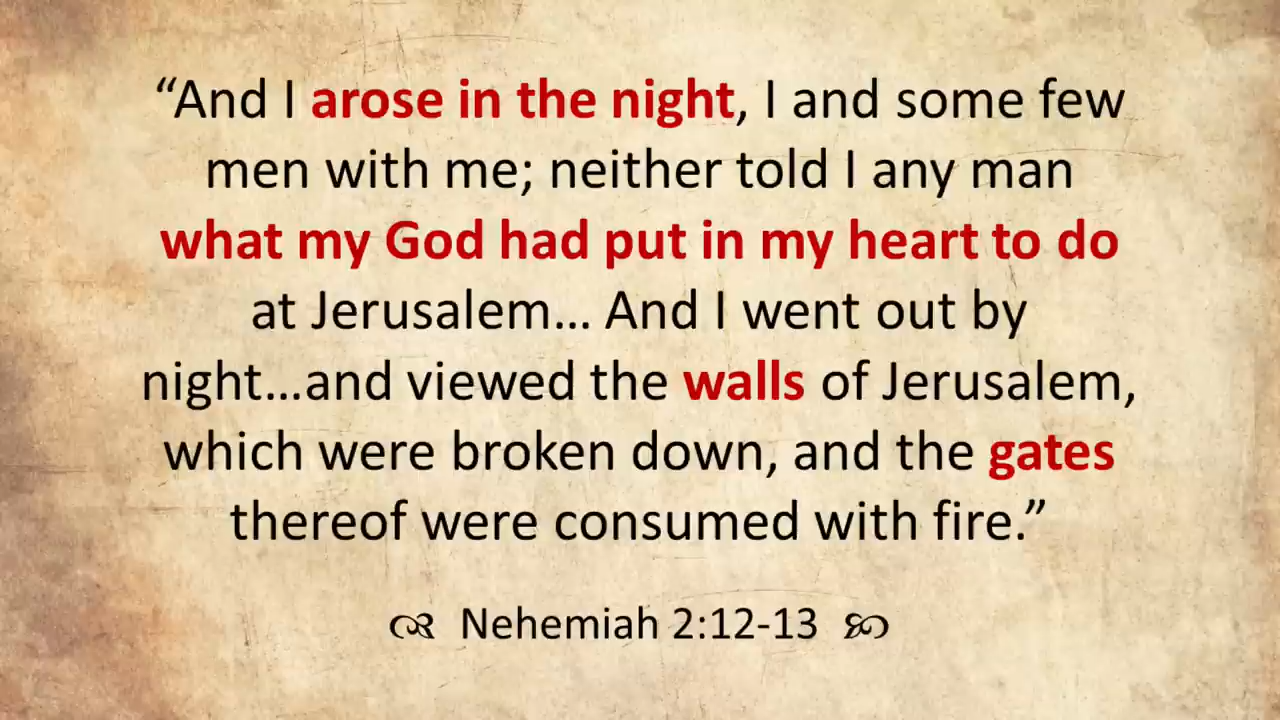 “And I arose in the night, I and some few
men with me; neither told I any man
what my God had put in my heart to do
at Jerusalem… And I went out by
night…and viewed the walls of Jerusalem,
which were broken down, and the gates
thereof were consumed with fire.”
Nehemiah 2:12-13